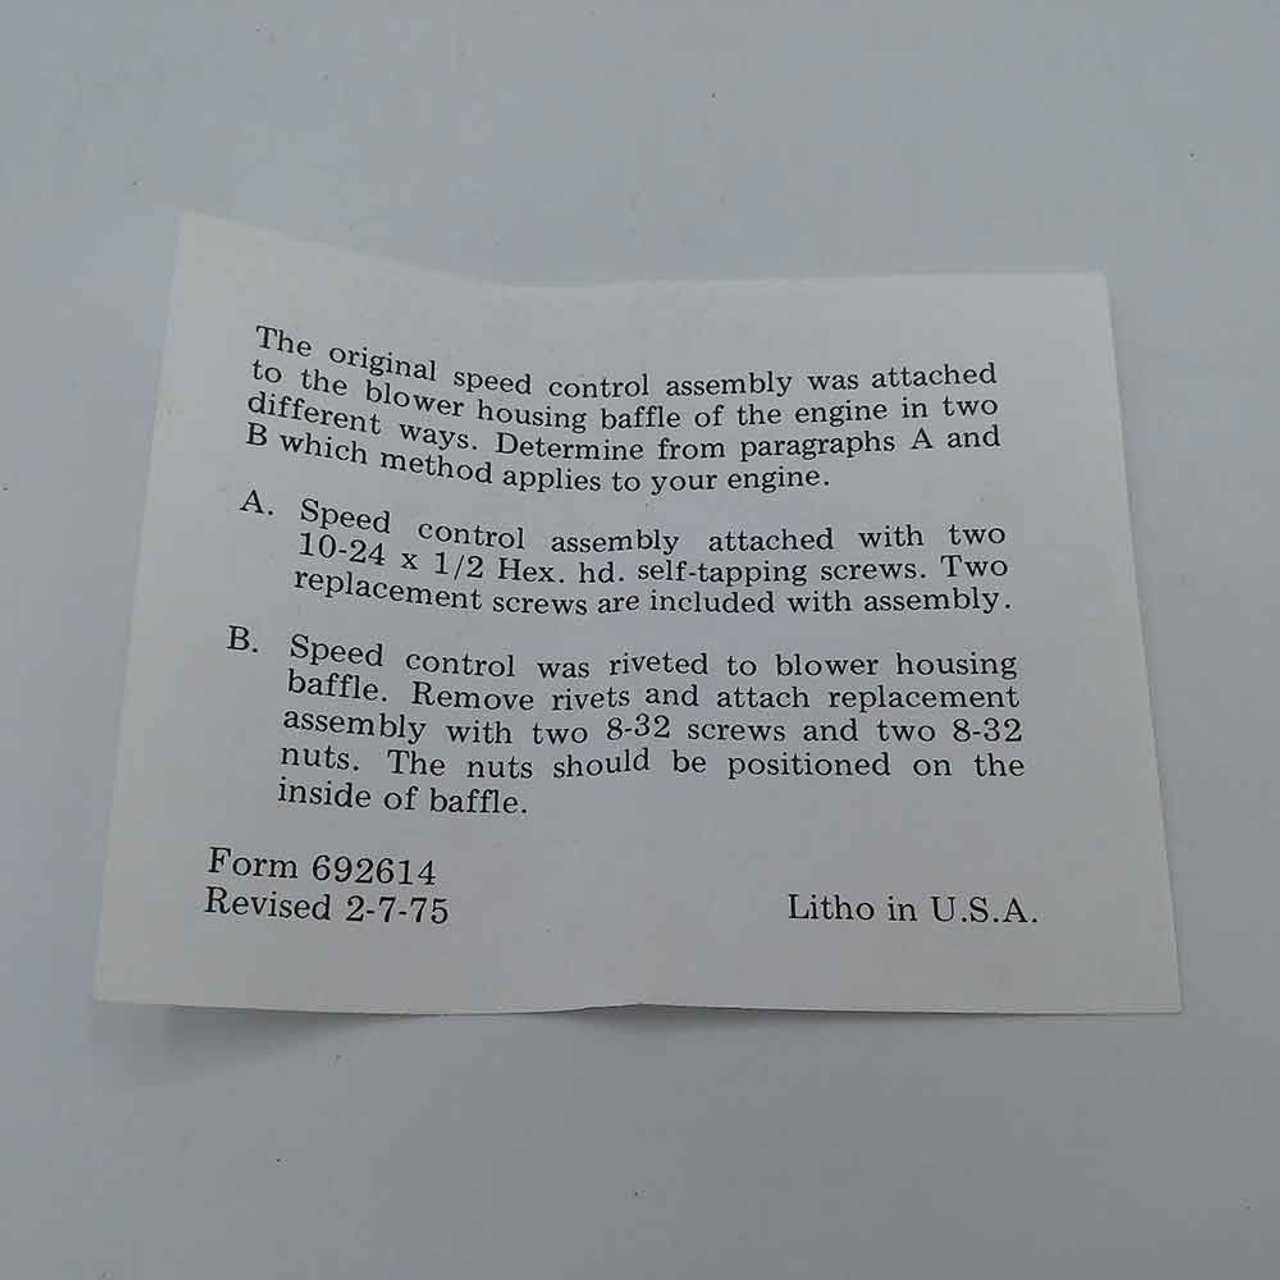 The original speed control assembly was attached
to the blower housing baffle of the engine in two
different ways. Determine from paragraphs A and
B which method applies to your engine.
A. Speed control assembly attached with two
10-24 x 1/2 Hex. hd. self-tapping screws. Two
replacement screws are included with assembly.
B. Speed control was riveted to blower housing
baffle. Remove rivets and attach replacement
assembly with two 8-32 screws and two 8-32
nuts. The nuts should be positioned on the
inside of baffle.
Form 692614
Revised 2-7-75
Litho in U.S.A.